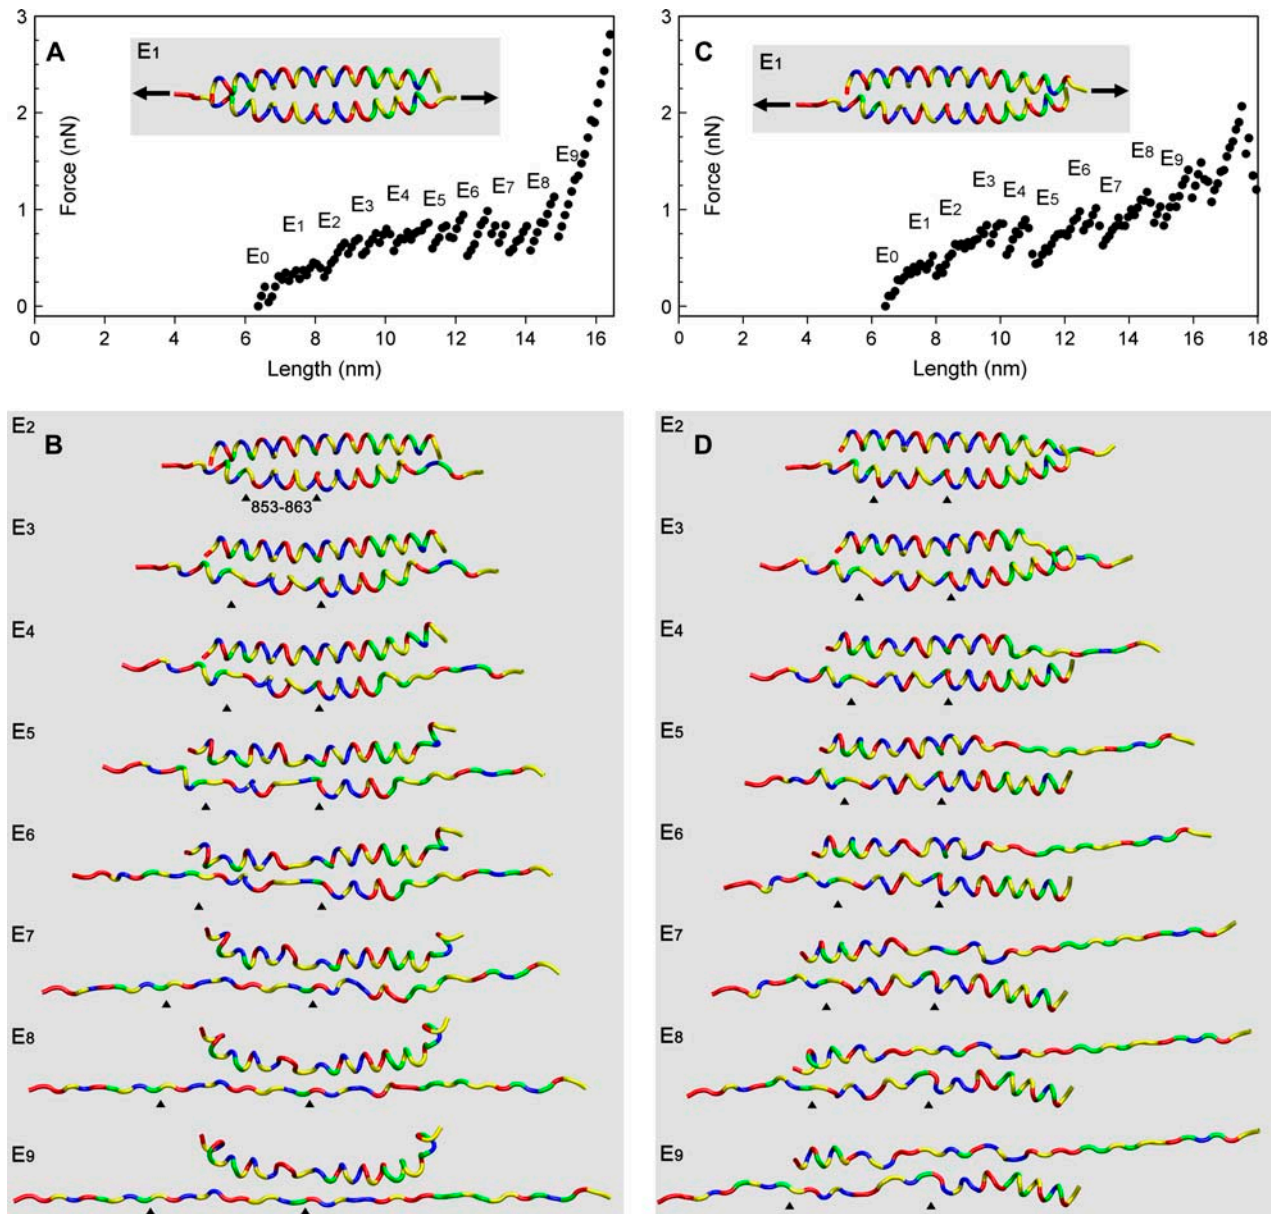 A
E1
3
2
1
0
Force (nN)
E0
E1
E2
E3
E4
E5
E6
E7
E8
E9
0 2 4 6 8 10 12 14 16
Length (nm)
C
E1
3
2
1
0
Force (nN)
E0
E1
E2
E3
E4
E5
E6
E7
E8
E9
0 2 4 6 8 10 12 14 16 18
Length (nm)
B
E2
853-863
E3
E4
E5
E6
E7
E8
E9
D
E2
E3
E4
E5
E6
E7
E8
E9